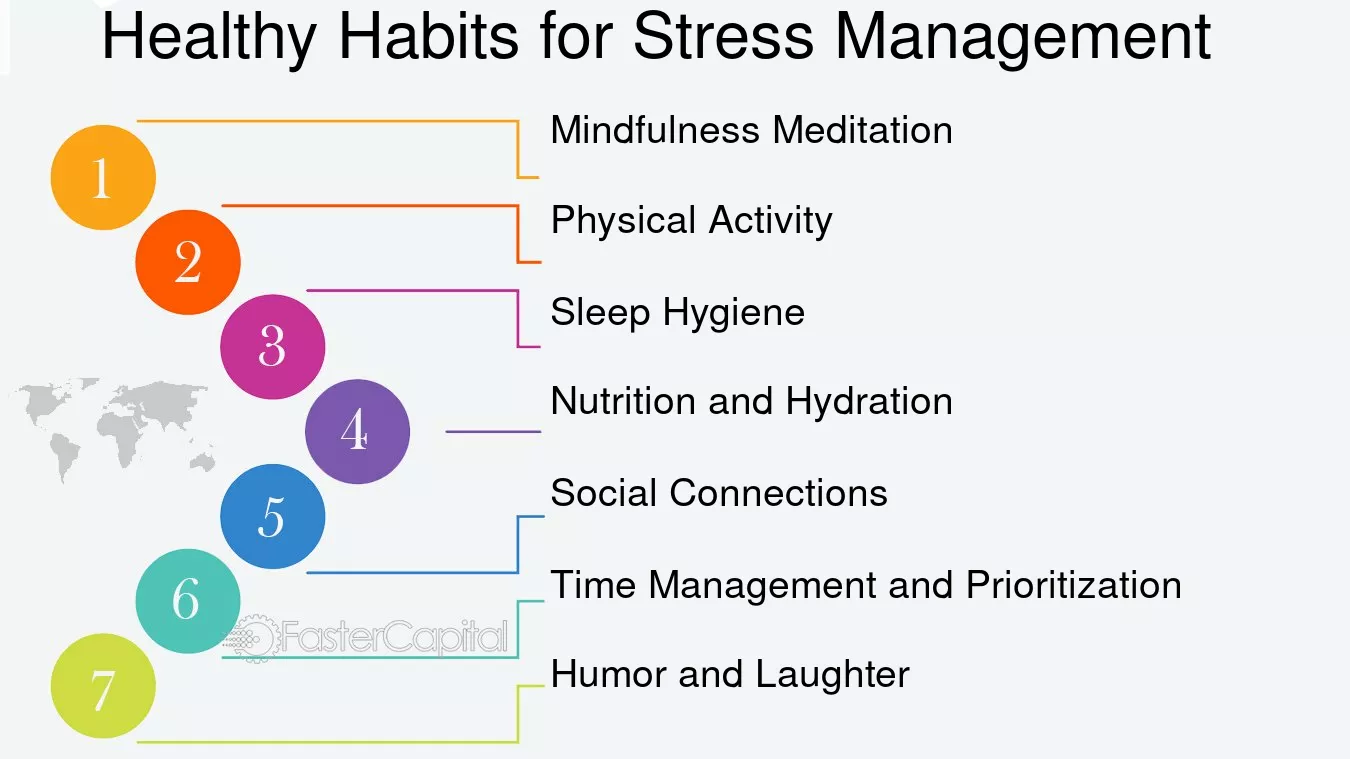 Healthy Habits for Stress Management
1
Mindfulness Meditation
2
Physical Activity
3
Sleep Hygiene
4
Nutrition and Hydration
5
Social Connections
6
Time Management and Prioritization
FasterCapital
7
Humor and Laughter